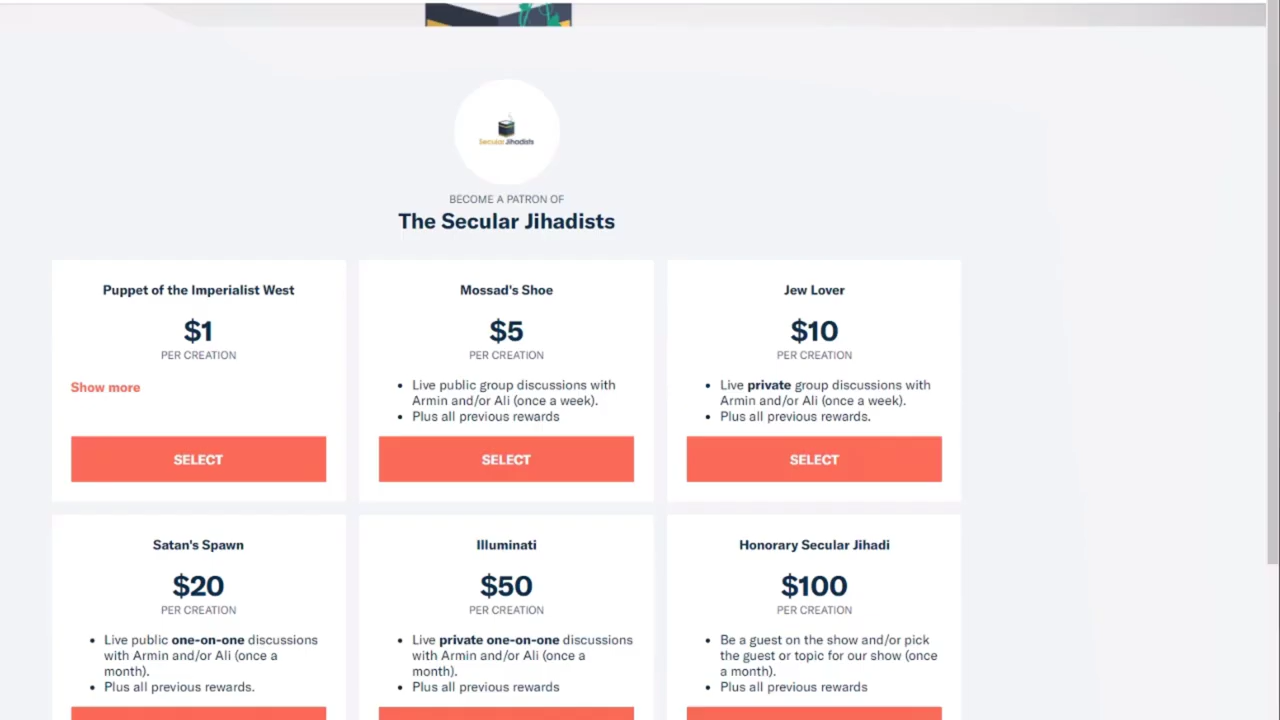 Secular Jihadists
BECOME A PATRON OF
The Secular Jihadists
Puppet of the Imperialist West
$1
PER CREATION
Show more
SELECT
Mossad's Shoe
$5
PER CREATION
• Live public group discussions with
Armin and/or Ali (once a week).
• Plus all previous rewards
SELECT
Jew Lover
$10
PER CREATION
• Live private group discussions with
Armin and/or Ali (once a week).
• Plus all previous rewards.
SELECT
Satan's Spawn
$20
PER CREATION
• Live public one-on-one discussions
with Armin and/or Ali (once a
month).
• Plus all previous rewards.
Illuminati
$50
PER CREATION
• Live private one-on-one discussions
with Armin and/or Ali (once a
month).
• Plus all previous rewards
Honorary Secular Jihadi
$100
PER CREATION
• Be a guest on the show and/or pick
the guest or topic for our show (once
a month).
• Plus all previous rewards